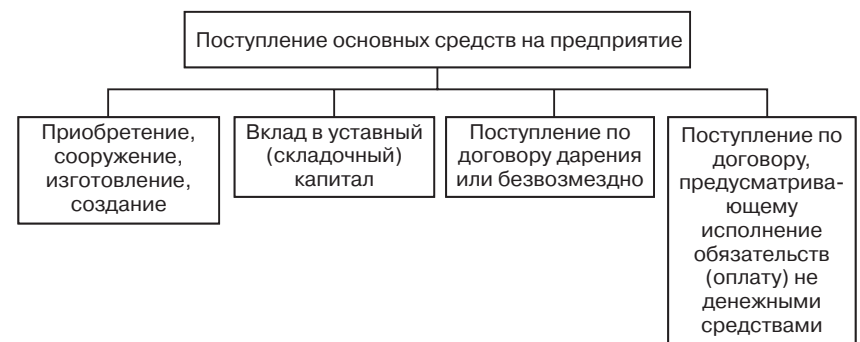 Поступление основных средств на предприятие
Приобретение,
сооружение,
изготовление,
создание
Вклад в уставный
(складочный)
капитал
Поступление по
договору дарения
или безвозмездно
Поступление по
договору,
предусматрива-
ющему
исполнение
обязательств
(оплату) не
денежными
средствами